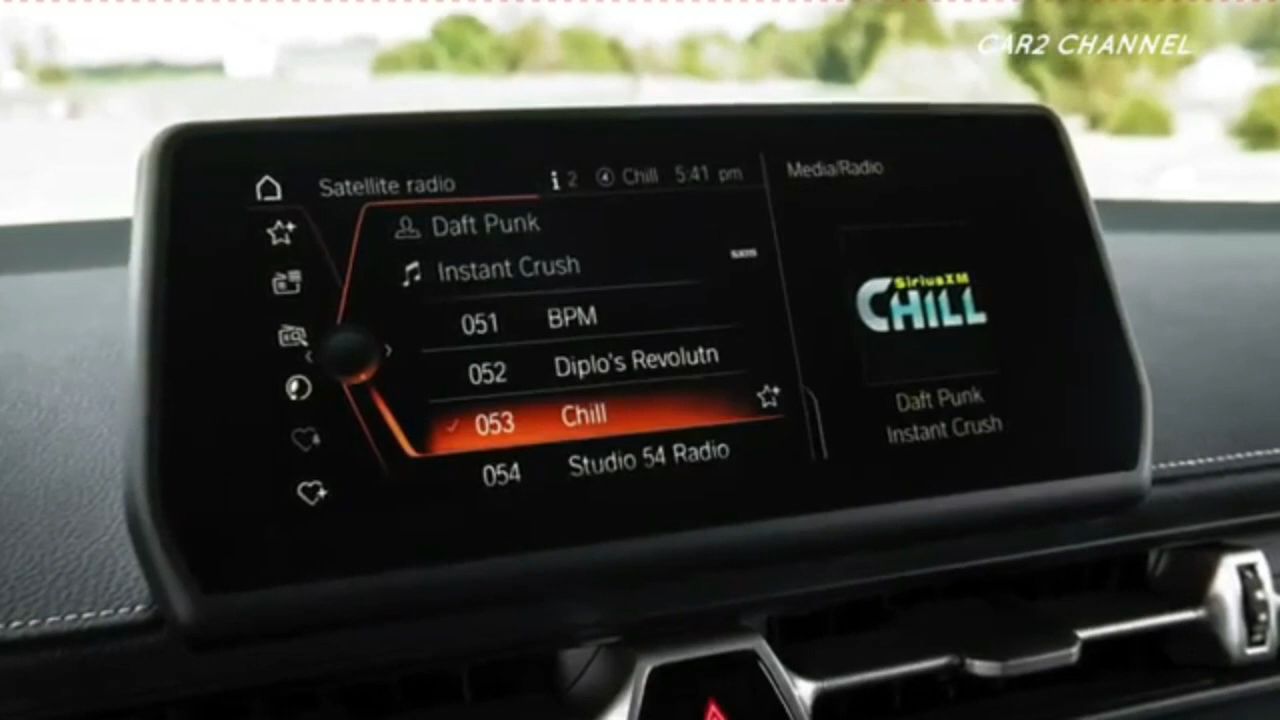 CAR2 CHANNEL
Satellite radio
2 Chill 5:41 pm
Media/Radio
Daft Punk
Instant Crush
051 BPM
052 Diplo's Revolutn
053 Chill
054 Studio 54 Radio
SiriusXM
CHILL
Daft Punk
Instant Crush